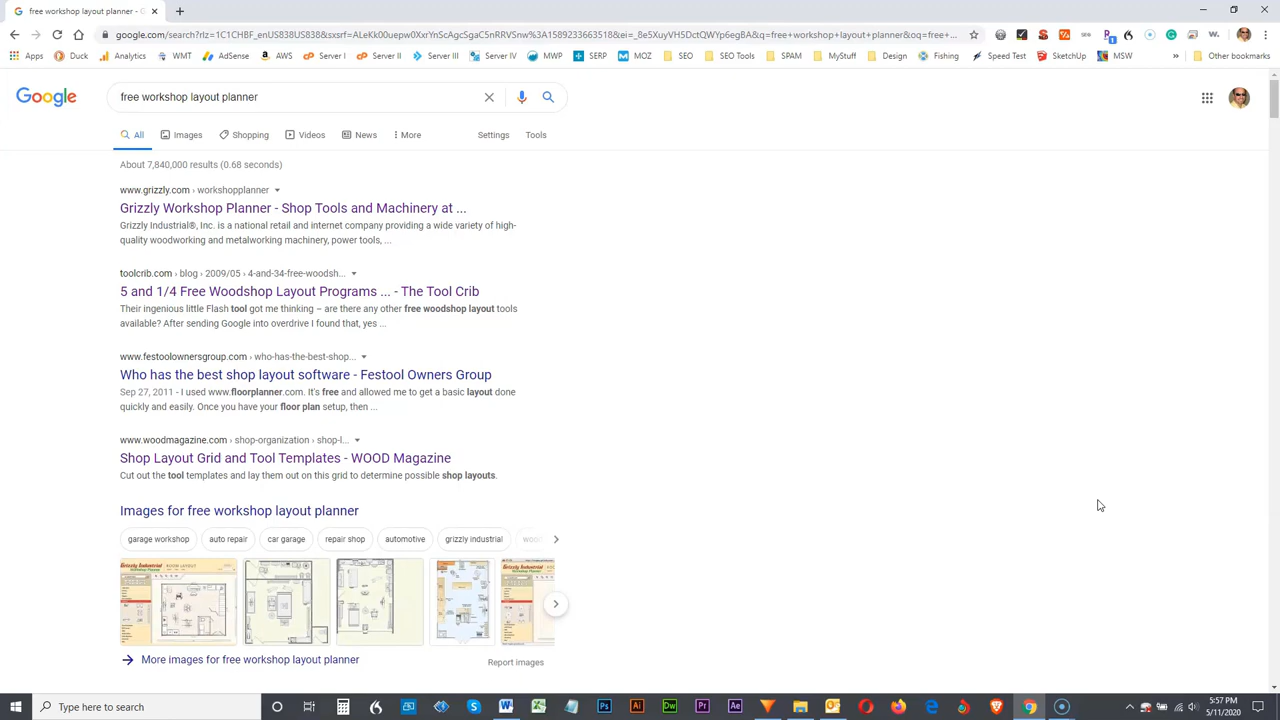 free workshop layout planner - G
google.com/search?rlz=1C1CHBF_enUS838US838&sxsrf=ALeKk00uepw0XxrYnScAgcSgaC5nRRVSnw%3A1589233663518&ei=_8e5XuyVH5DctQWYp6egBA&q=free+workshop+layout+planner&oq=free+...
Apps
Duck
Analytics
WMT
AdSense
AWS
Server I
Server II
Server III
Server IV
MWP
SERP
MOZ
SEO
SEO Tools
SPAM
MyStuff
Design
Fishing
Speed Test
SketchUp
MSW
»
Other bookmarks
Google
free workshop layout planner
All
Images
Shopping
Videos
News
More
Settings
Tools
About 7,840,000 results (0.68 seconds)
www.grizzly.com › workshopplanner
Grizzly Workshop Planner - Shop Tools and Machinery at ...
Grizzly Industrial®, Inc. is a national retail and internet company providing a wide variety of high-
quality woodworking and metalworking machinery, power tools, ...
toolcrib.com › blog › 2009/05 › 4-and-34-free-woodsh...
5 and 1/4 Free Woodshop Layout Programs ... - The Tool Crib
Their ingenious little Flash tool got me thinking – are there any other free woodshop layout tools
available? After sending Google into overdrive I found that, yes ...
www.festoolownersgroup.com › who-has-the-best-shop...
Who has the best shop layout software - Festool Owners Group
Sep 27, 2011 - I used www.floorplanner.com. It's free and allowed me to get a basic layout done
quickly and easily. Once you have your floor plan setup, then ...
www.woodmagazine.com › shop-organization › shop-l...
Shop Layout Grid and Tool Templates - WOOD Magazine
Cut out the tool templates and lay them out on this grid to determine possible shop layouts.
Images for free workshop layout planner
garage workshop
auto repair
car garage
repair shop
automotive
grizzly industrial
wood
Grizzly Industrial
ROOM LAYOUT
Grizzly Industrial
More images for free workshop layout planner
Report images
Type here to search
5:57 PM
5/11/2020